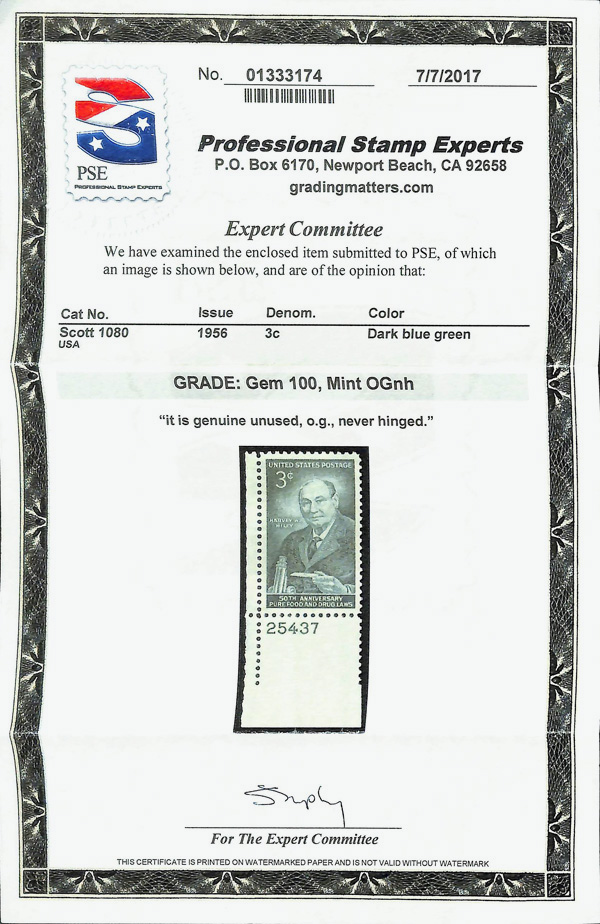 No. 01333174 7/7/2017
PSE
PROFESSIONAL STAMP EXPERTS
Professional Stamp Experts
P.O. Box 6170, Newport Beach, CA 92658
gradingmatters.com
Expert Committee
We have examined the enclosed item submitted to PSE, of which
an image is shown below, and are of the opinion that:
Cat No. Issue Denom. Color
Scott 1080 1956 3c Dark blue green
USA
GRADE: Gem 100, Mint OGnh
“it is genuine unused, o.g., never hinged.”
UNITED STATES POSTAGE
3¢
HARVEY W.
WILEY
50TH ANNIVERSARY
PURE FOOD AND DRUG LAWS
25437
For The Expert Committee
THIS CERTIFICATE IS PRINTED ON WATERMARKED PAPER AND IS NOT VALID WITHOUT WATERMARK